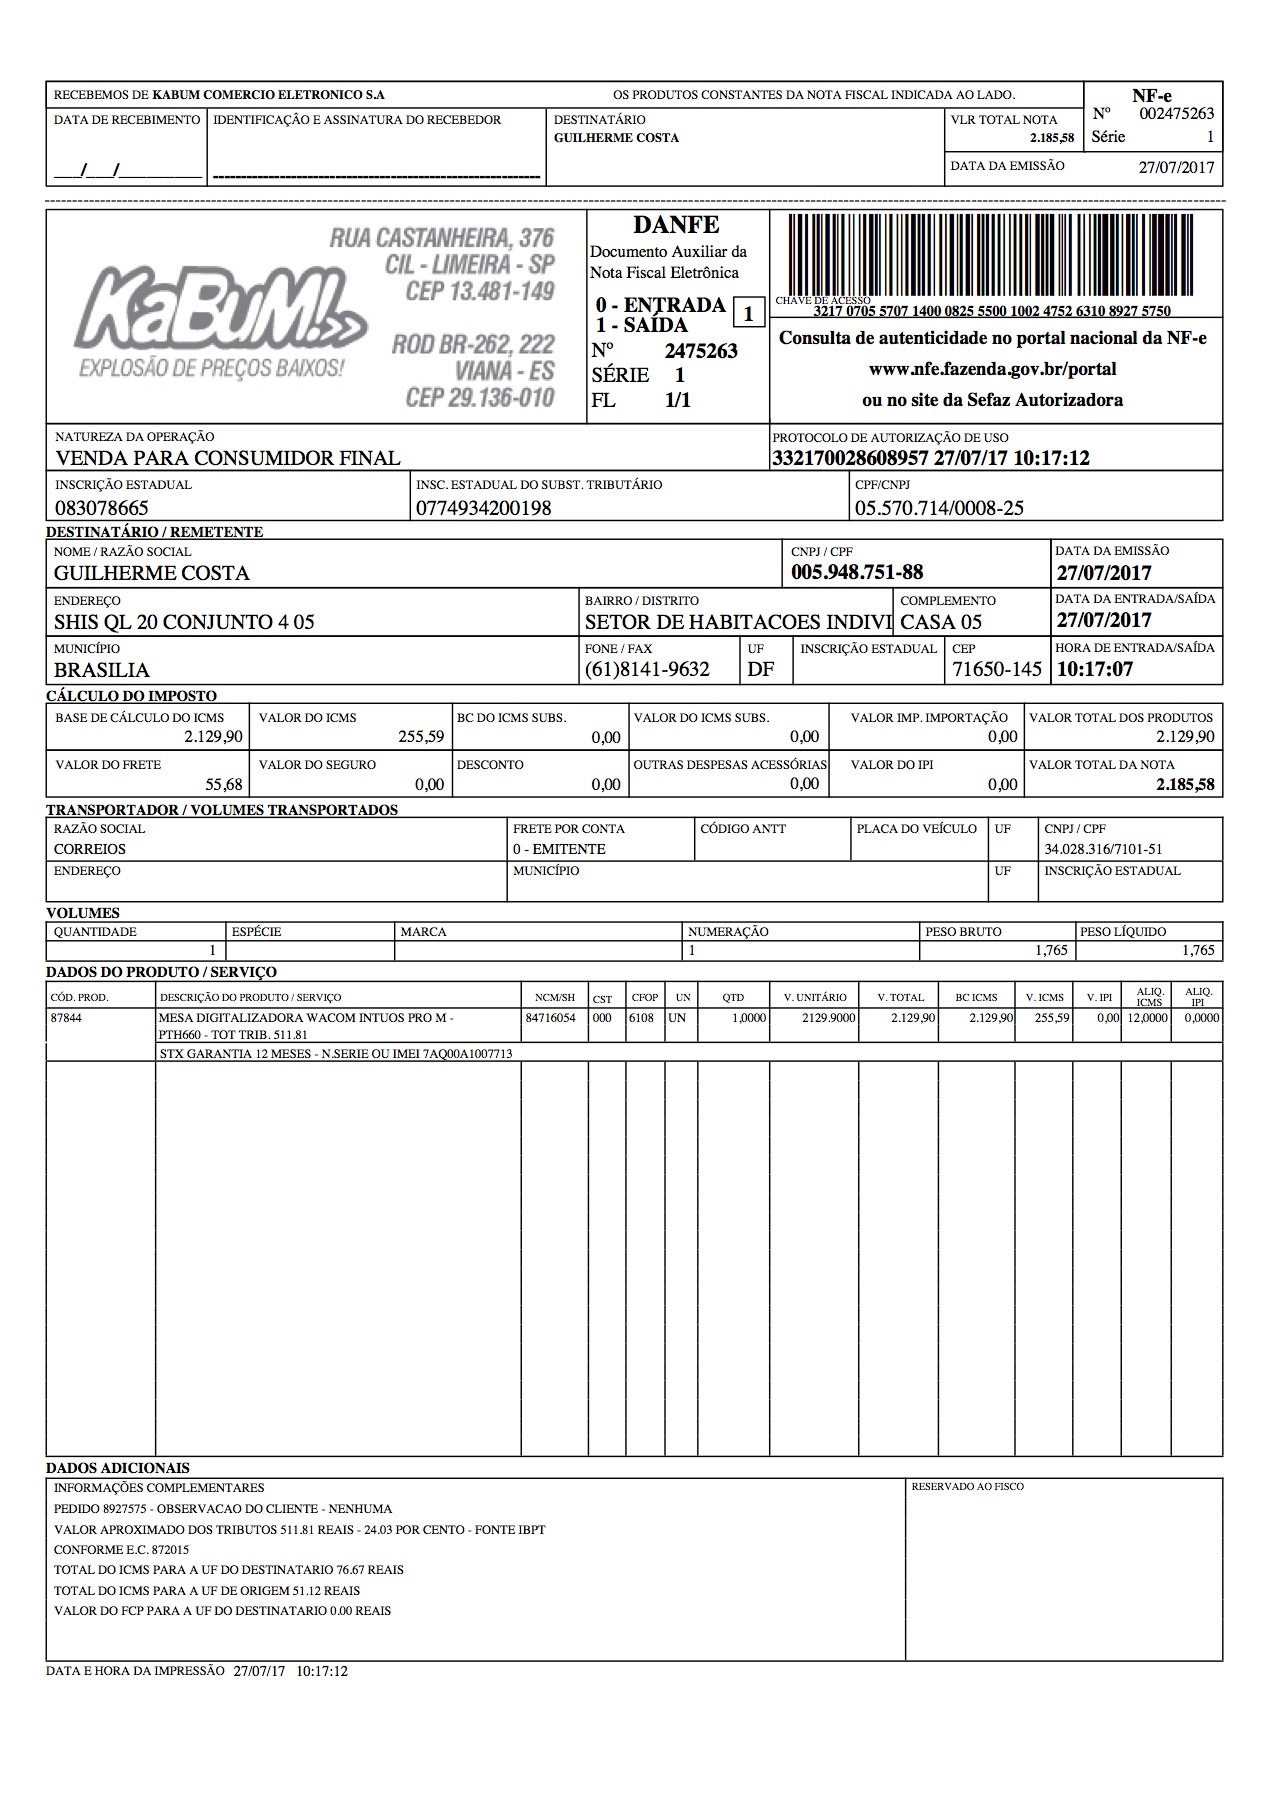 RECEBEMOS DE KABUM COMERCIO ELETRONICO S.A OS PRODUTOS CONSTANTES DA NOTA FISCAL INDICADA AO LADO.
NF-e
Nº 002475263
Série 1
DATA DE RECEBIMENTO IDENTIFICAÇÃO E ASSINATURA DO RECEBEDOR DESTINATÁRIO VLR TOTAL NOTA
GUILHERME COSTA 2.185,58
___/___/_________
DATA DA EMISSÃO 27/07/2017
KaBuM!
EXPLOSÃO DE PREÇOS BAIXOS!
RUA CASTANHEIRA, 376
CIL - LIMEIRA - SP
CEP 13.481-149
ROD BR-262, 222
VIANA - ES
CEP 29.136-010
DANFE
Documento Auxiliar da
Nota Fiscal Eletrônica
0 - ENTRADA
1 - SAÍDA
1
Nº 2475263
SÉRIE 1
FL 1/1
CHAVE DE ACESSO
3217 0705 5707 1400 0825 5500 1002 4752 6310 8927 5750
Consulta de autenticidade no portal nacional da NF-e
www.nfe.fazenda.gov.br/portal
ou no site da Sefaz Autorizadora
NATUREZA DA OPERAÇÃO PROTOCOLO DE AUTORIZAÇÃO DE USO
VENDA PARA CONSUMIDOR FINAL 332170028608957 27/07/17 10:17:12
INSCRIÇÃO ESTADUAL INSC. ESTADUAL DO SUBST. TRIBUTÁRIO CPF/CNPJ
083078665 0774934200198 05.570.714/0008-25
DESTINATÁRIO / REMETENTE
NOME / RAZÃO SOCIAL CNPJ / CPF DATA DA EMISSÃO
GUILHERME COSTA 005.948.751-88 27/07/2017
ENDEREÇO BAIRRO / DISTRITO COMPLEMENTO DATA DA ENTRADA/SAÍDA
SHIS QL 20 CONJUNTO 4 05 SETOR DE HABITACOES INDIVI CASA 05 27/07/2017
MUNICÍPIO FONE / FAX UF INSCRIÇÃO ESTADUAL CEP HORA DE ENTRADA/SAÍDA
BRASILIA (61)8141-9632 DF 71650-145 10:17:07
CÁLCULO DO IMPOSTO
BASE DE CÁLCULO DO ICMS VALOR DO ICMS BC DO ICMS SUBS. VALOR DO ICMS SUBS. VALOR IMP. IMPORTAÇÃO VALOR TOTAL DOS PRODUTOS
2.129,90 255,59 0,00 0,00 0,00 2.129,90
VALOR DO FRETE VALOR DO SEGURO DESCONTO OUTRAS DESPESAS ACESSÓRIAS VALOR DO IPI VALOR TOTAL DA NOTA
55,68 0,00 0,00 0,00 0,00 2.185,58
TRANSPORTADOR / VOLUMES TRANSPORTADOS
RAZÃO SOCIAL FRETE POR CONTA CÓDIGO ANTT PLACA DO VEÍCULO UF CNPJ / CPF
CORREIOS 0 - EMITENTE 34.028.316/7101-51
ENDEREÇO MUNICÍPIO UF INSCRIÇÃO ESTADUAL
VOLUMES
QUANTIDADE ESPÉCIE MARCA NUMERAÇÃO PESO BRUTO PESO LÍQUIDO
1 1 1,765 1,765
DADOS DO PRODUTO / SERVIÇO
CÓD. PROD. DESCRIÇÃO DO PRODUTO / SERVIÇO NCM/SH CST CFOP UN QTD V. UNITÁRIO V. TOTAL BC ICMS V. ICMS V. IPI ALIQ. ICMS ALIQ. IPI
87844 MESA DIGITALIZADORA WACOM INTUOS PRO M - 84716054 000 6108 UN 1,0000 2129.9000 2.129,90 2.129,90 255,59 0,00 12,0000 0,0000
PTH660 - TOT TRIB. 511.81
STX GARANTIA 12 MESES - N.SERIE OU IMEI 7AQ00A1007713
DADOS ADICIONAIS
INFORMAÇÕES COMPLEMENTARES RESERVADO AO FISCO
PEDIDO 8927575 - OBSERVACAO DO CLIENTE - NENHUMA
VALOR APROXIMADO DOS TRIBUTOS 511.81 REAIS - 24.03 POR CENTO - FONTE IBPT
CONFORME E.C. 872015
TOTAL DO ICMS PARA A UF DO DESTINATARIO 76.67 REAIS
TOTAL DO ICMS PARA A UF DE ORIGEM 51.12 REAIS
VALOR DO FCP PARA A UF DO DESTINATARIO 0.00 REAIS
DATA E HORA DA IMPRESSÃO 27/07/17 10:17:12